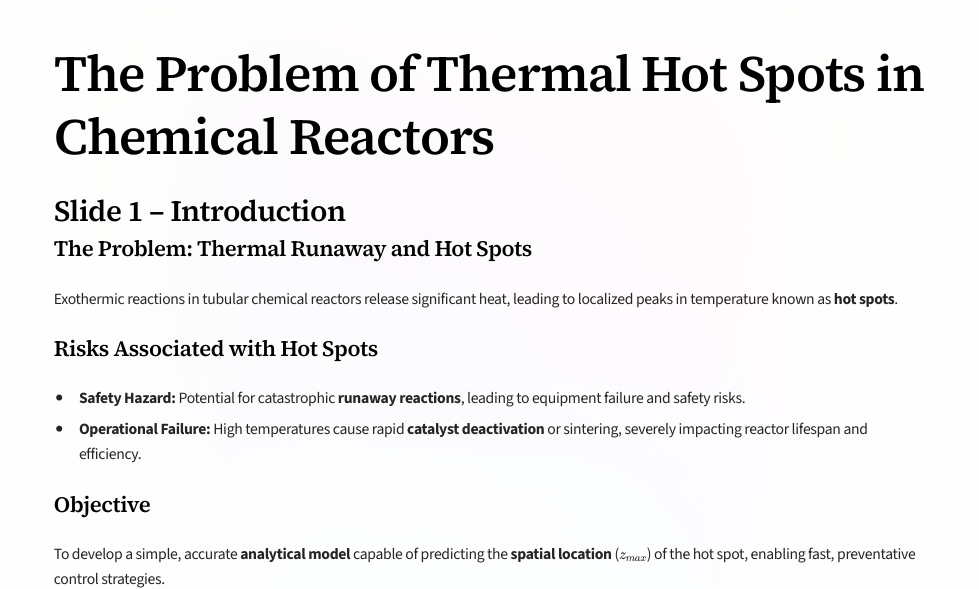 The Problem of Thermal Hot Spots in
Chemical Reactors
Slide 1 – Introduction
The Problem: Thermal Runaway and Hot Spots
Exothermic reactions in tubular chemical reactors release significant heat, leading to localized peaks in temperature known as hot spots.
Risks Associated with Hot Spots
• Safety Hazard: Potential for catastrophic runaway reactions, leading to equipment failure and safety risks.
• Operational Failure: High temperatures cause rapid catalyst deactivation or sintering, severely impacting reactor lifespan and
efficiency.
Objective
To develop a simple, accurate analytical model capable of predicting the spatial location (z_max) of the hot spot, enabling fast, preventative
control strategies.